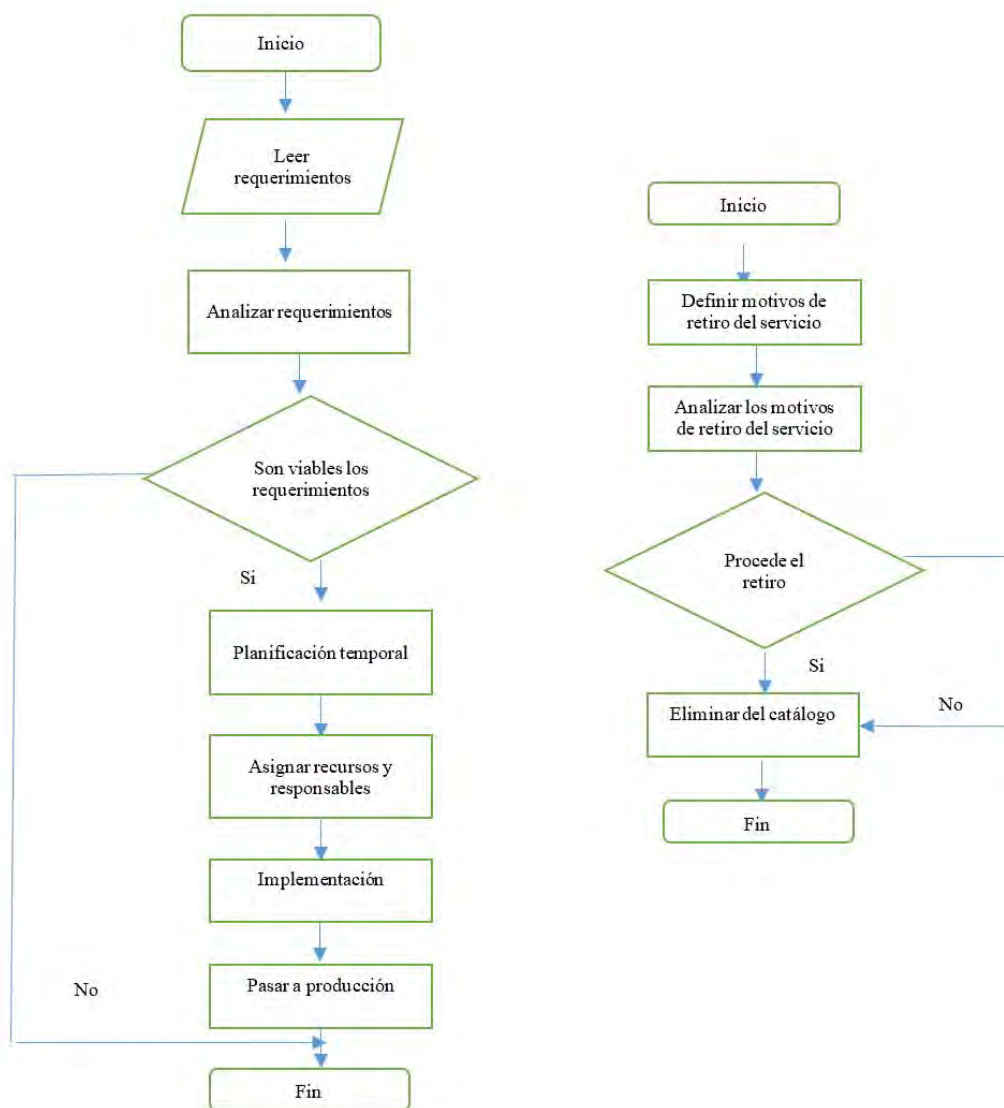 Inicio
Leer
requerimientos
Analizar requerimientos
Son viables los
requerimientos
Si
Planificación temporal
Asignar recursos y
responsables
Implementación
Pasar a producción
No
Fin
Inicio
Definir motivos de
retiro del servicio
Analizar los motivos
de retiro del servicio
Procede el
retiro
Si
Eliminar del catálogo
No
Fin